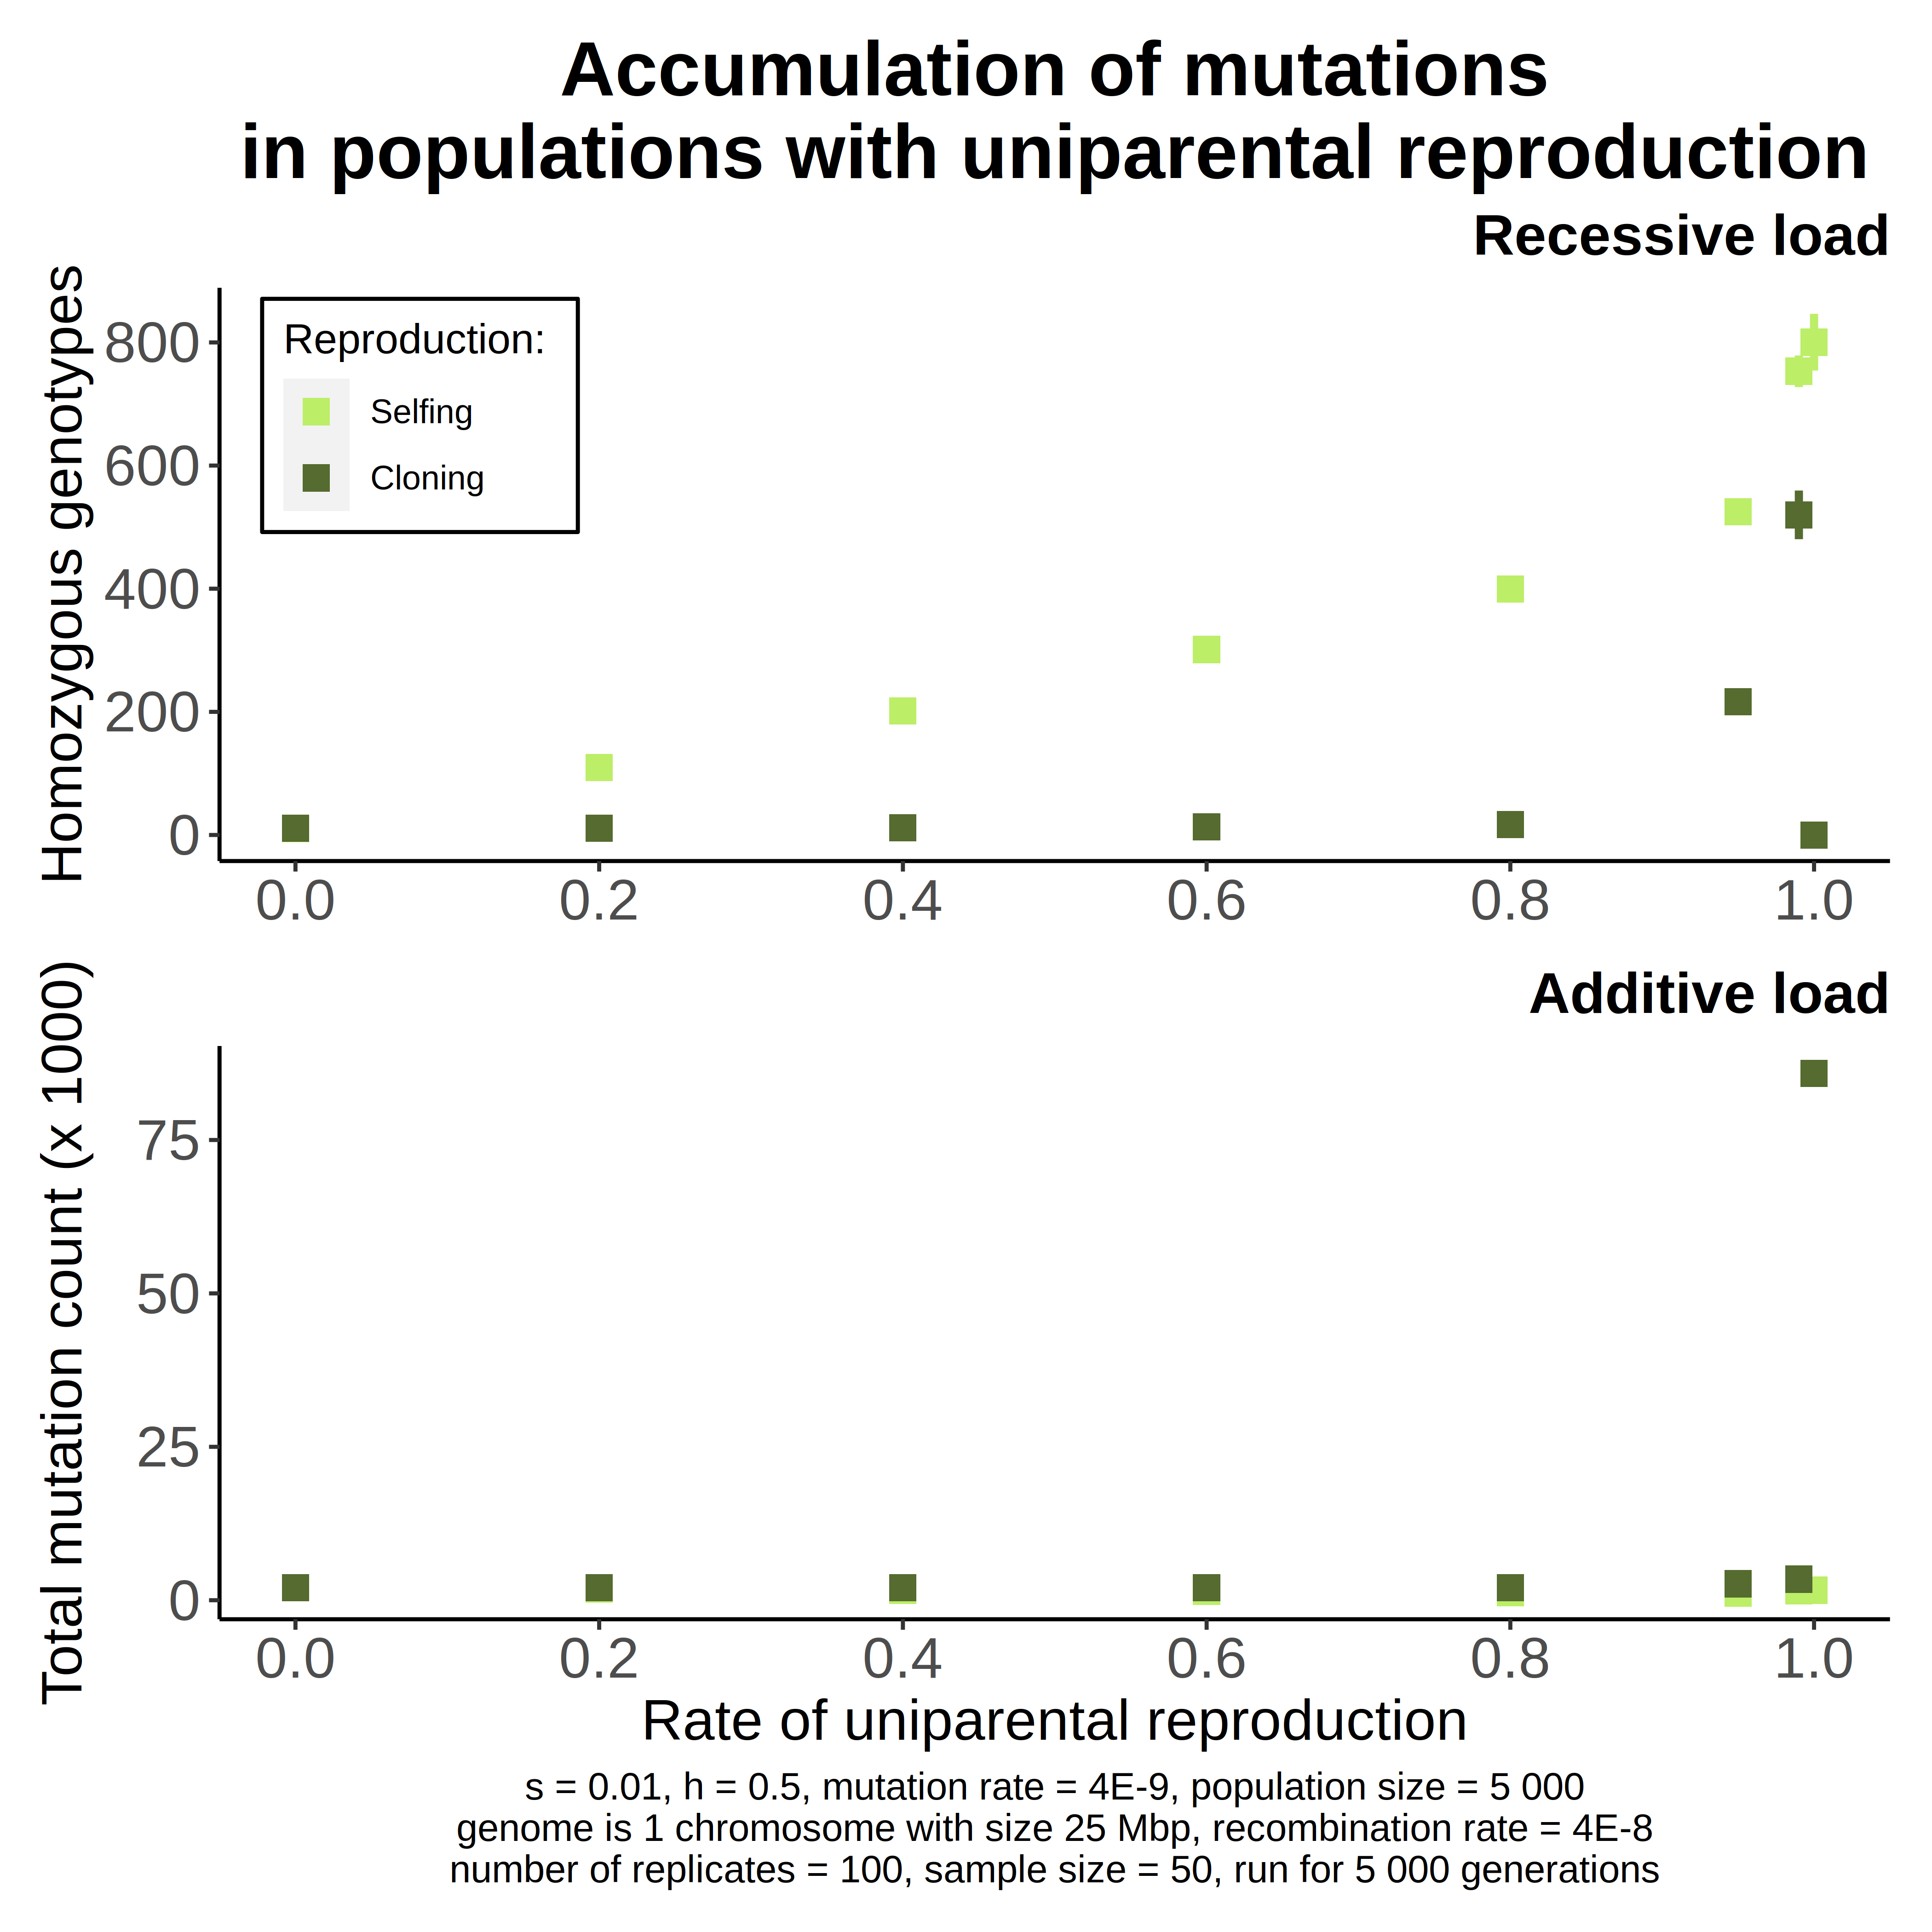 Accumulation of mutations
in populations with uniparental reproduction
Recessive load
Homozygous genotypes
800
600
400
200
0
Reproduction:
Selfing
Cloning
0.0 0.2 0.4 0.6 0.8 1.0
Additive load
Total mutation count (x 1000)
75
50
25
0
0.0 0.2 0.4 0.6 0.8 1.0
Rate of uniparental reproduction
s = 0.01, h = 0.5, mutation rate = 4E-9, population size = 5 000
genome is 1 chromosome with size 25 Mbp, recombination rate = 4E-8
number of replicates = 100, sample size = 50, run for 5 000 generations